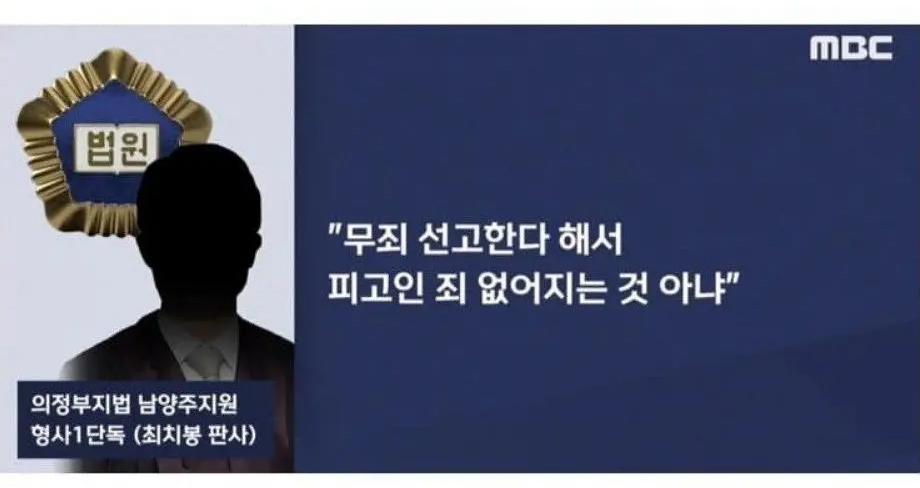 MBC
법원
"무죄 선고한다 해서
피고인 죄 없어지는 것 아냐"
의정부지법 남양주지원
형사1단독 (최치봉 판사)